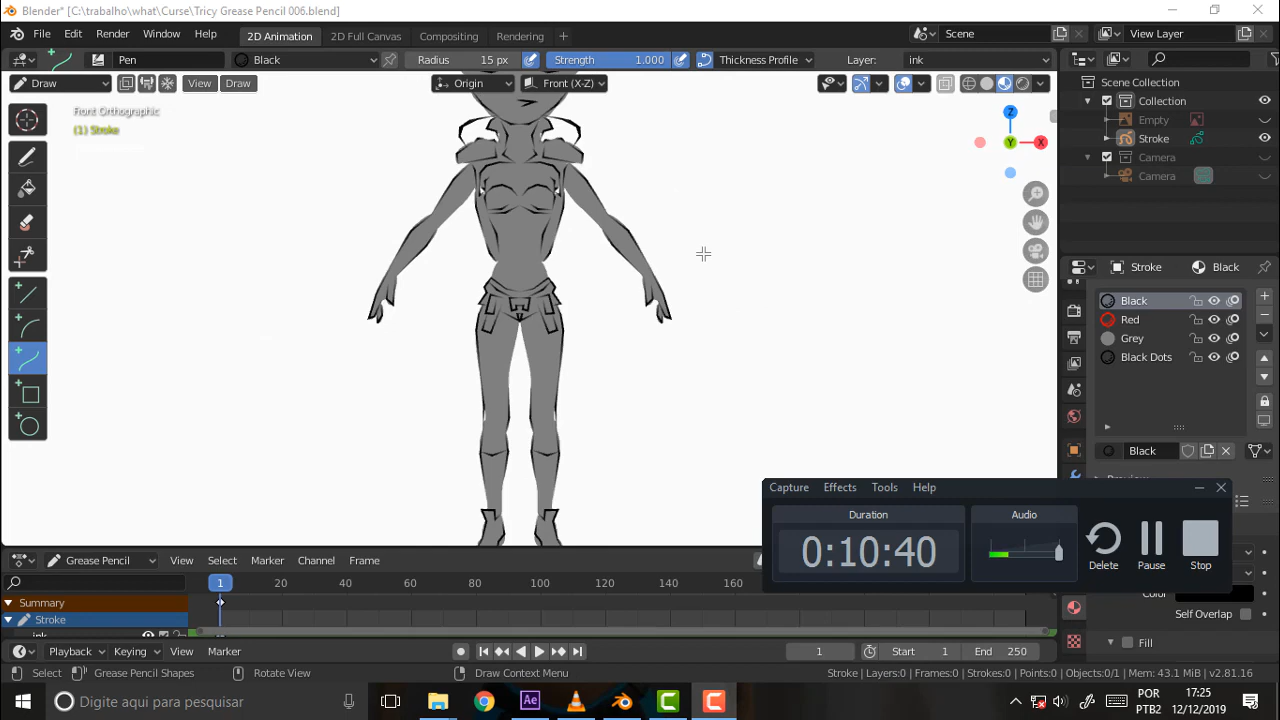 Blender* [C:\trabalho\what\Curse\Tricy Grease Pencil 006.blend]
File Edit Render Window Help 2D Animation 2D Full Canvas Compositing Rendering Scene View Layer
Pen Black Radius 15 px Strength 1.000 Thickness Profile Layer: ink
Draw View Draw Origin Front (X-Z)
Scene Collection
Collection
Empty
Stroke
Camera
Camera
Front Orthographic
(1) Stroke
Z
Y
X
Stroke Black
Black
Red
Grey
Black Dots
Black
Preview
Capture Effects Tools Help
Duration Audio
0:10:40
Delete Pause Stop
Color
Self Overlap
Fill
Grease Pencil View Select Marker Channel Frame
1 20 40 60 80 100 120 140 160
Summary
Stroke
ink
Playback Keying View Marker 1 Start 1 End 250
Select Grease Pencil Shapes Rotate View Draw Context Menu Stroke | Layers:0 | Frames:0 | Strokes:0 | Points:0 | Objects:0/1 | Mem: 43.1 MiB | v2.81.16
Digite aqui para pesquisar Ae POR 17:25
PTB2 12/12/2019